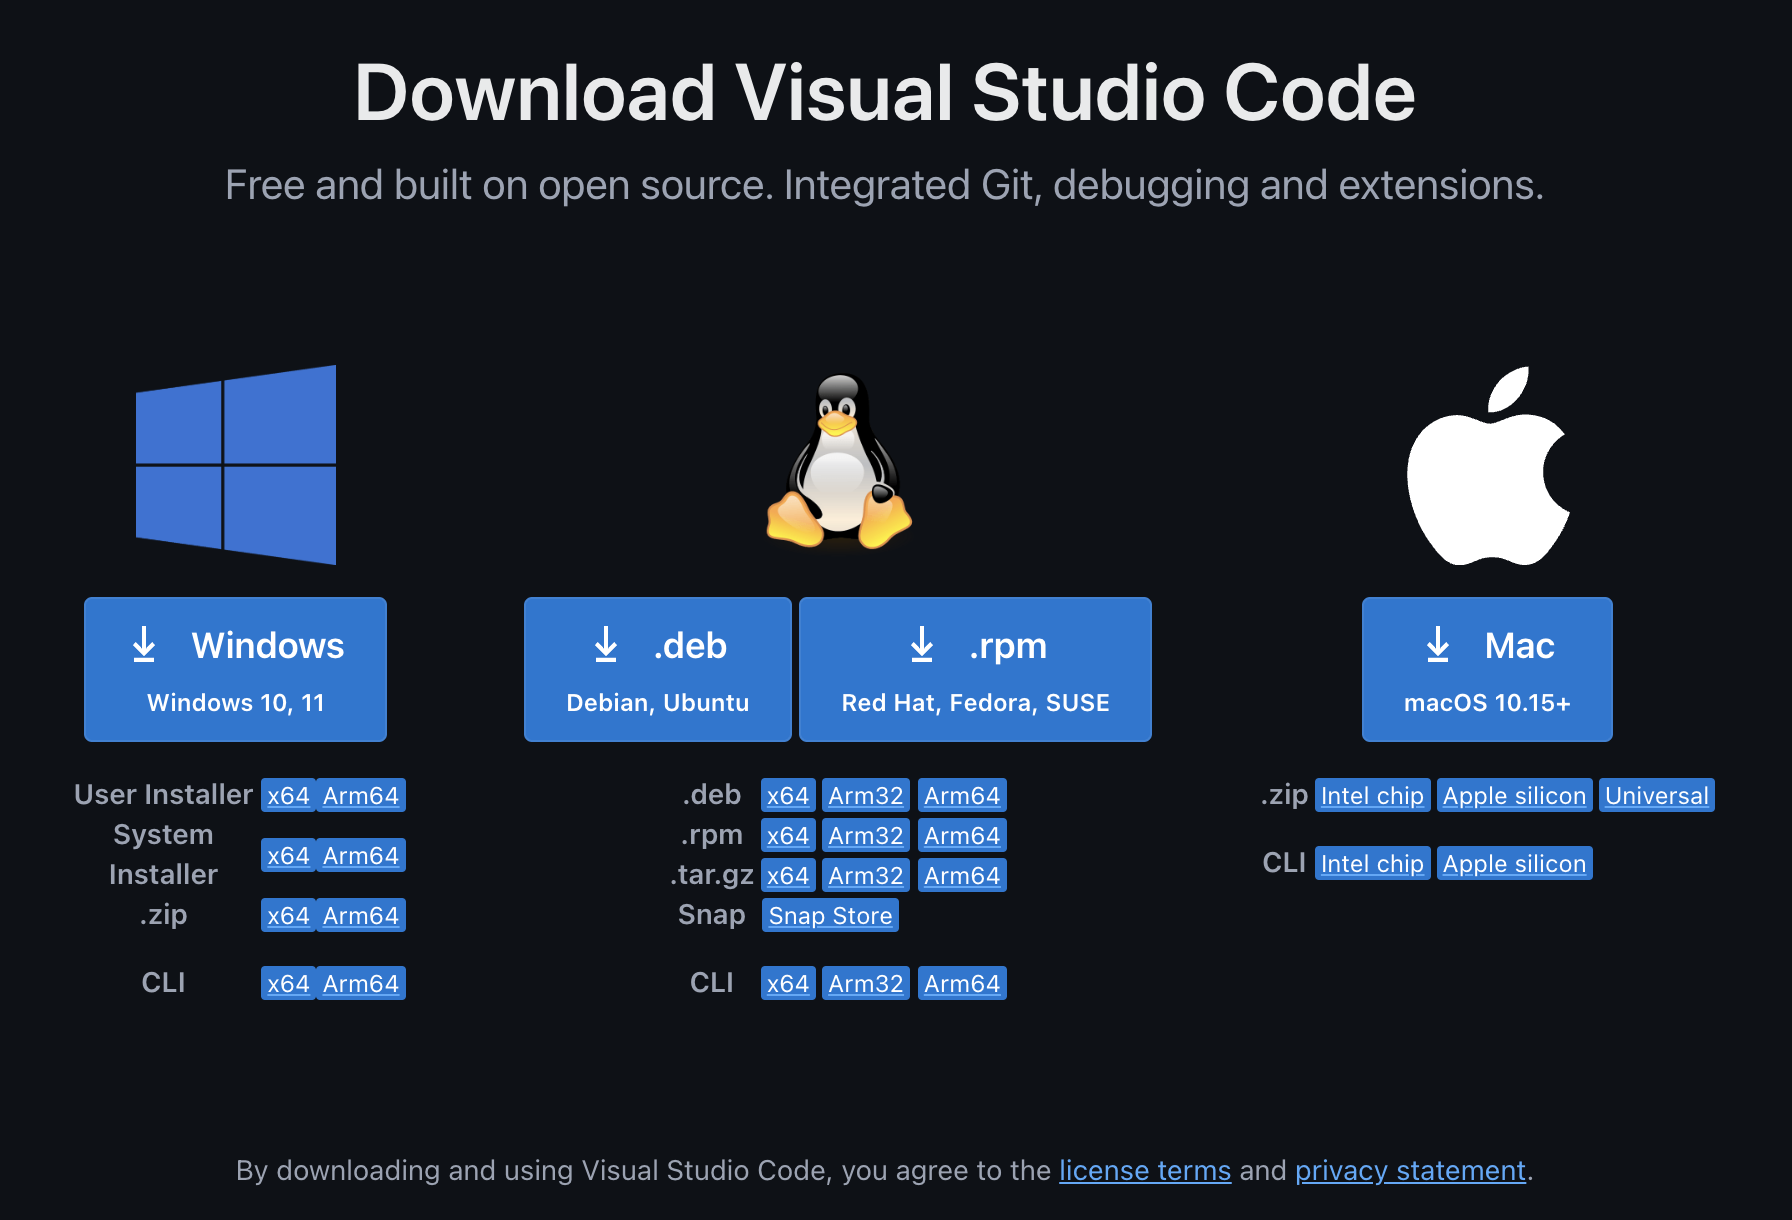 Download Visual Studio Code
Free and built on open source. Integrated Git, debugging and extensions.
Windows
Windows 10, 11
User Installer x64 Arm64
System
Installer x64 Arm64
.zip x64 Arm64
CLI x64 Arm64
.deb
Debian, Ubuntu
.rpm
Red Hat, Fedora, SUSE
.deb x64 Arm32 Arm64
.rpm x64 Arm32 Arm64
.tar.gz x64 Arm32 Arm64
Snap Snap Store
CLI x64 Arm32 Arm64
Mac
macOS 10.15+
.zip Intel chip Apple silicon Universal
CLI Intel chip Apple silicon
By downloading and using Visual Studio Code, you agree to the license terms and privacy statement.